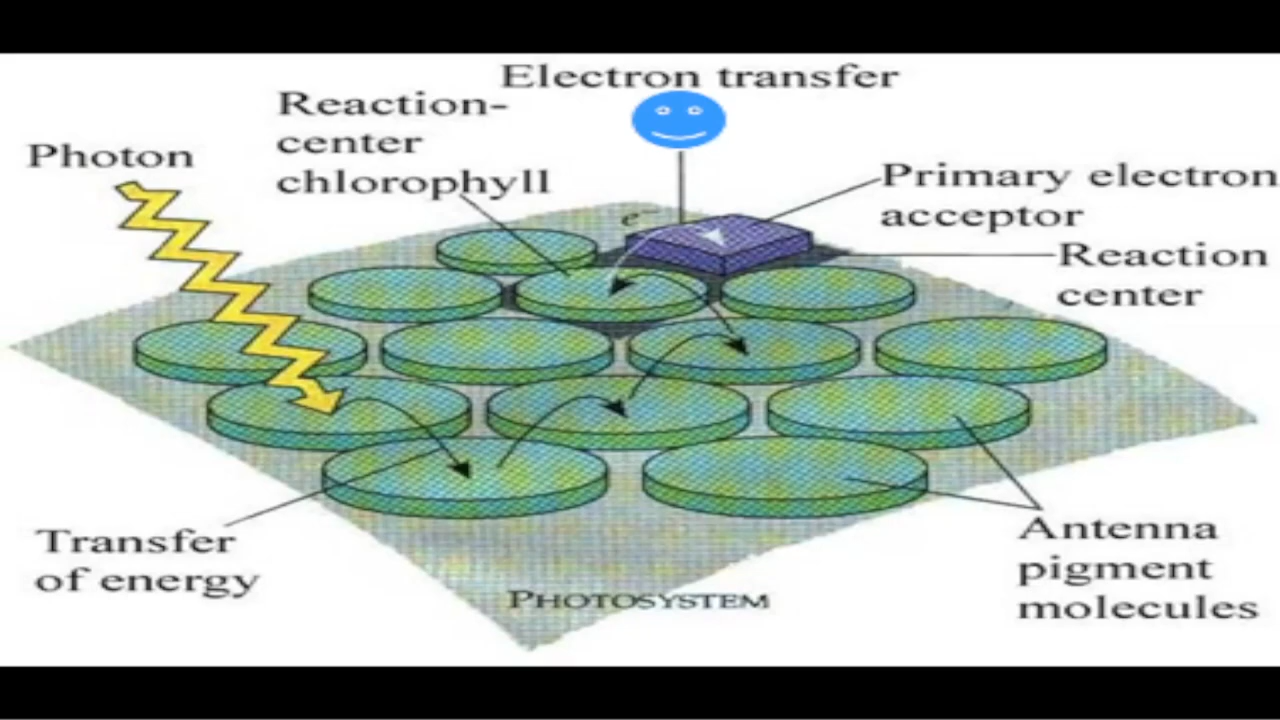 Electron transfer
Reaction-
center
chlorophyll
Photon
Primary electron
acceptor
e−
Reaction
center
Transfer
of energy
Antenna
pigment
molecules
PHOTOSYSTEM